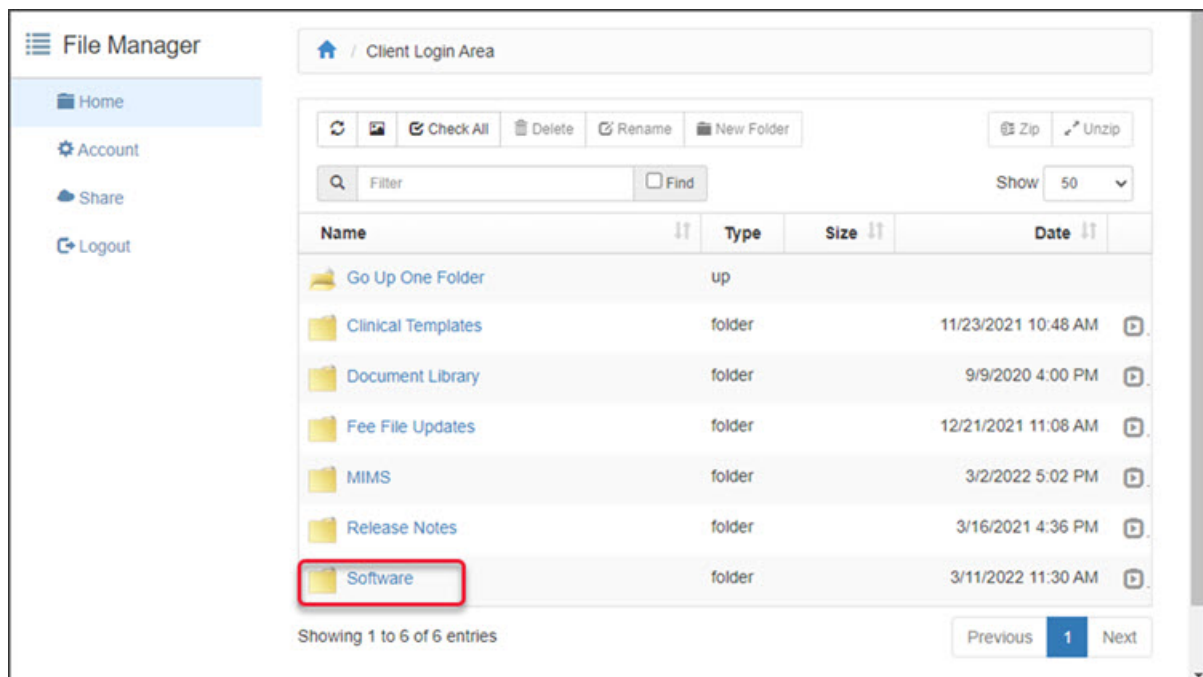 File Manager
Home
Account
Share
Logout
/ Client Login Area
Check All Delete Rename New Folder Zip Unzip
Filter Find Show 50
Name Type Size Date
Go Up One Folder up
Clinical Templates folder 11/23/2021 10:48 AM
Document Library folder 9/9/2020 4:00 PM
Fee File Updates folder 12/21/2021 11:08 AM
MIMS folder 3/2/2022 5:02 PM
Release Notes folder 3/16/2021 4:36 PM
Software folder 3/11/2022 11:30 AM
Showing 1 to 6 of 6 entries Previous 1 Next